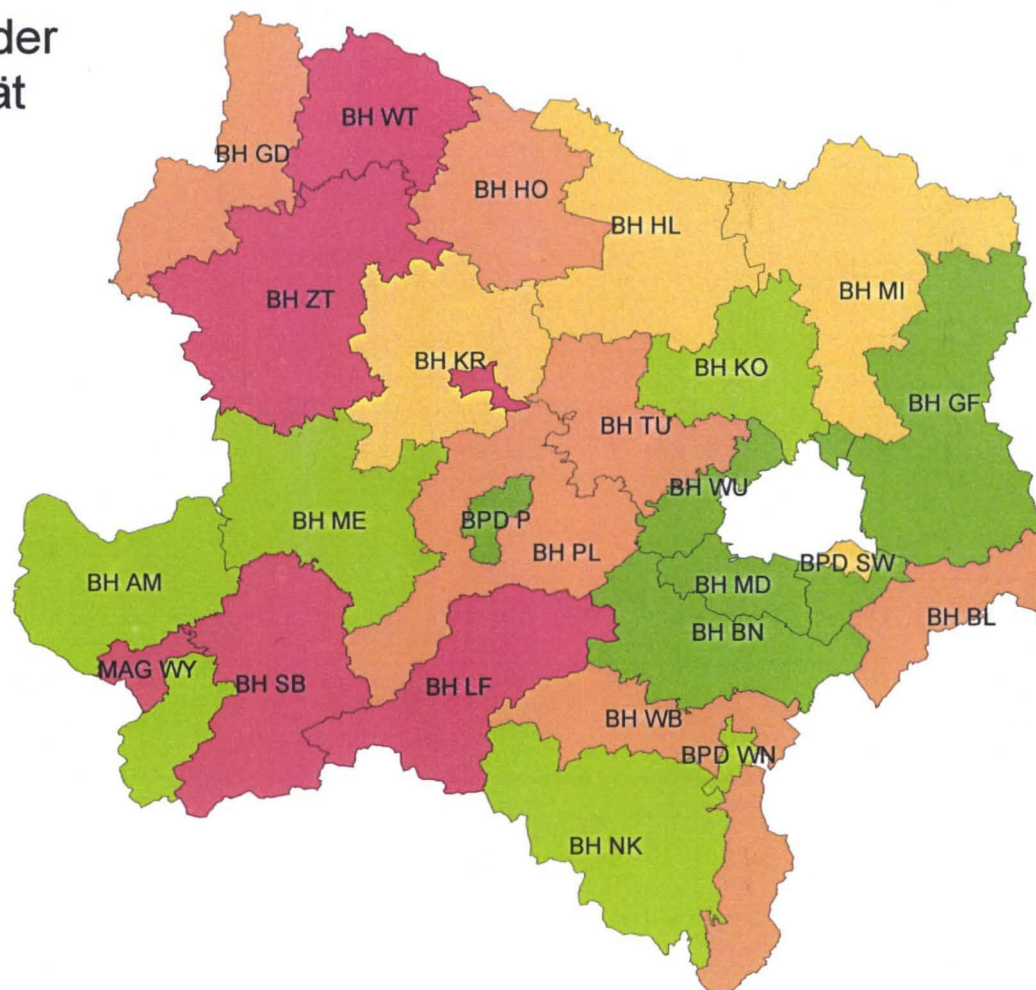 der
ät
BH WT
BH GD
BH HO
BH HL
BH ZT
BH MI
BH KR
BH KO
BH GF
BH TU
BH WU
BH ME
BPD P
BH PL
BPD SW
BH AM
BH MD
BH BL
BH BN
MAG WY
BH SB
BH LF
BH WB
BPD WN
BH NK